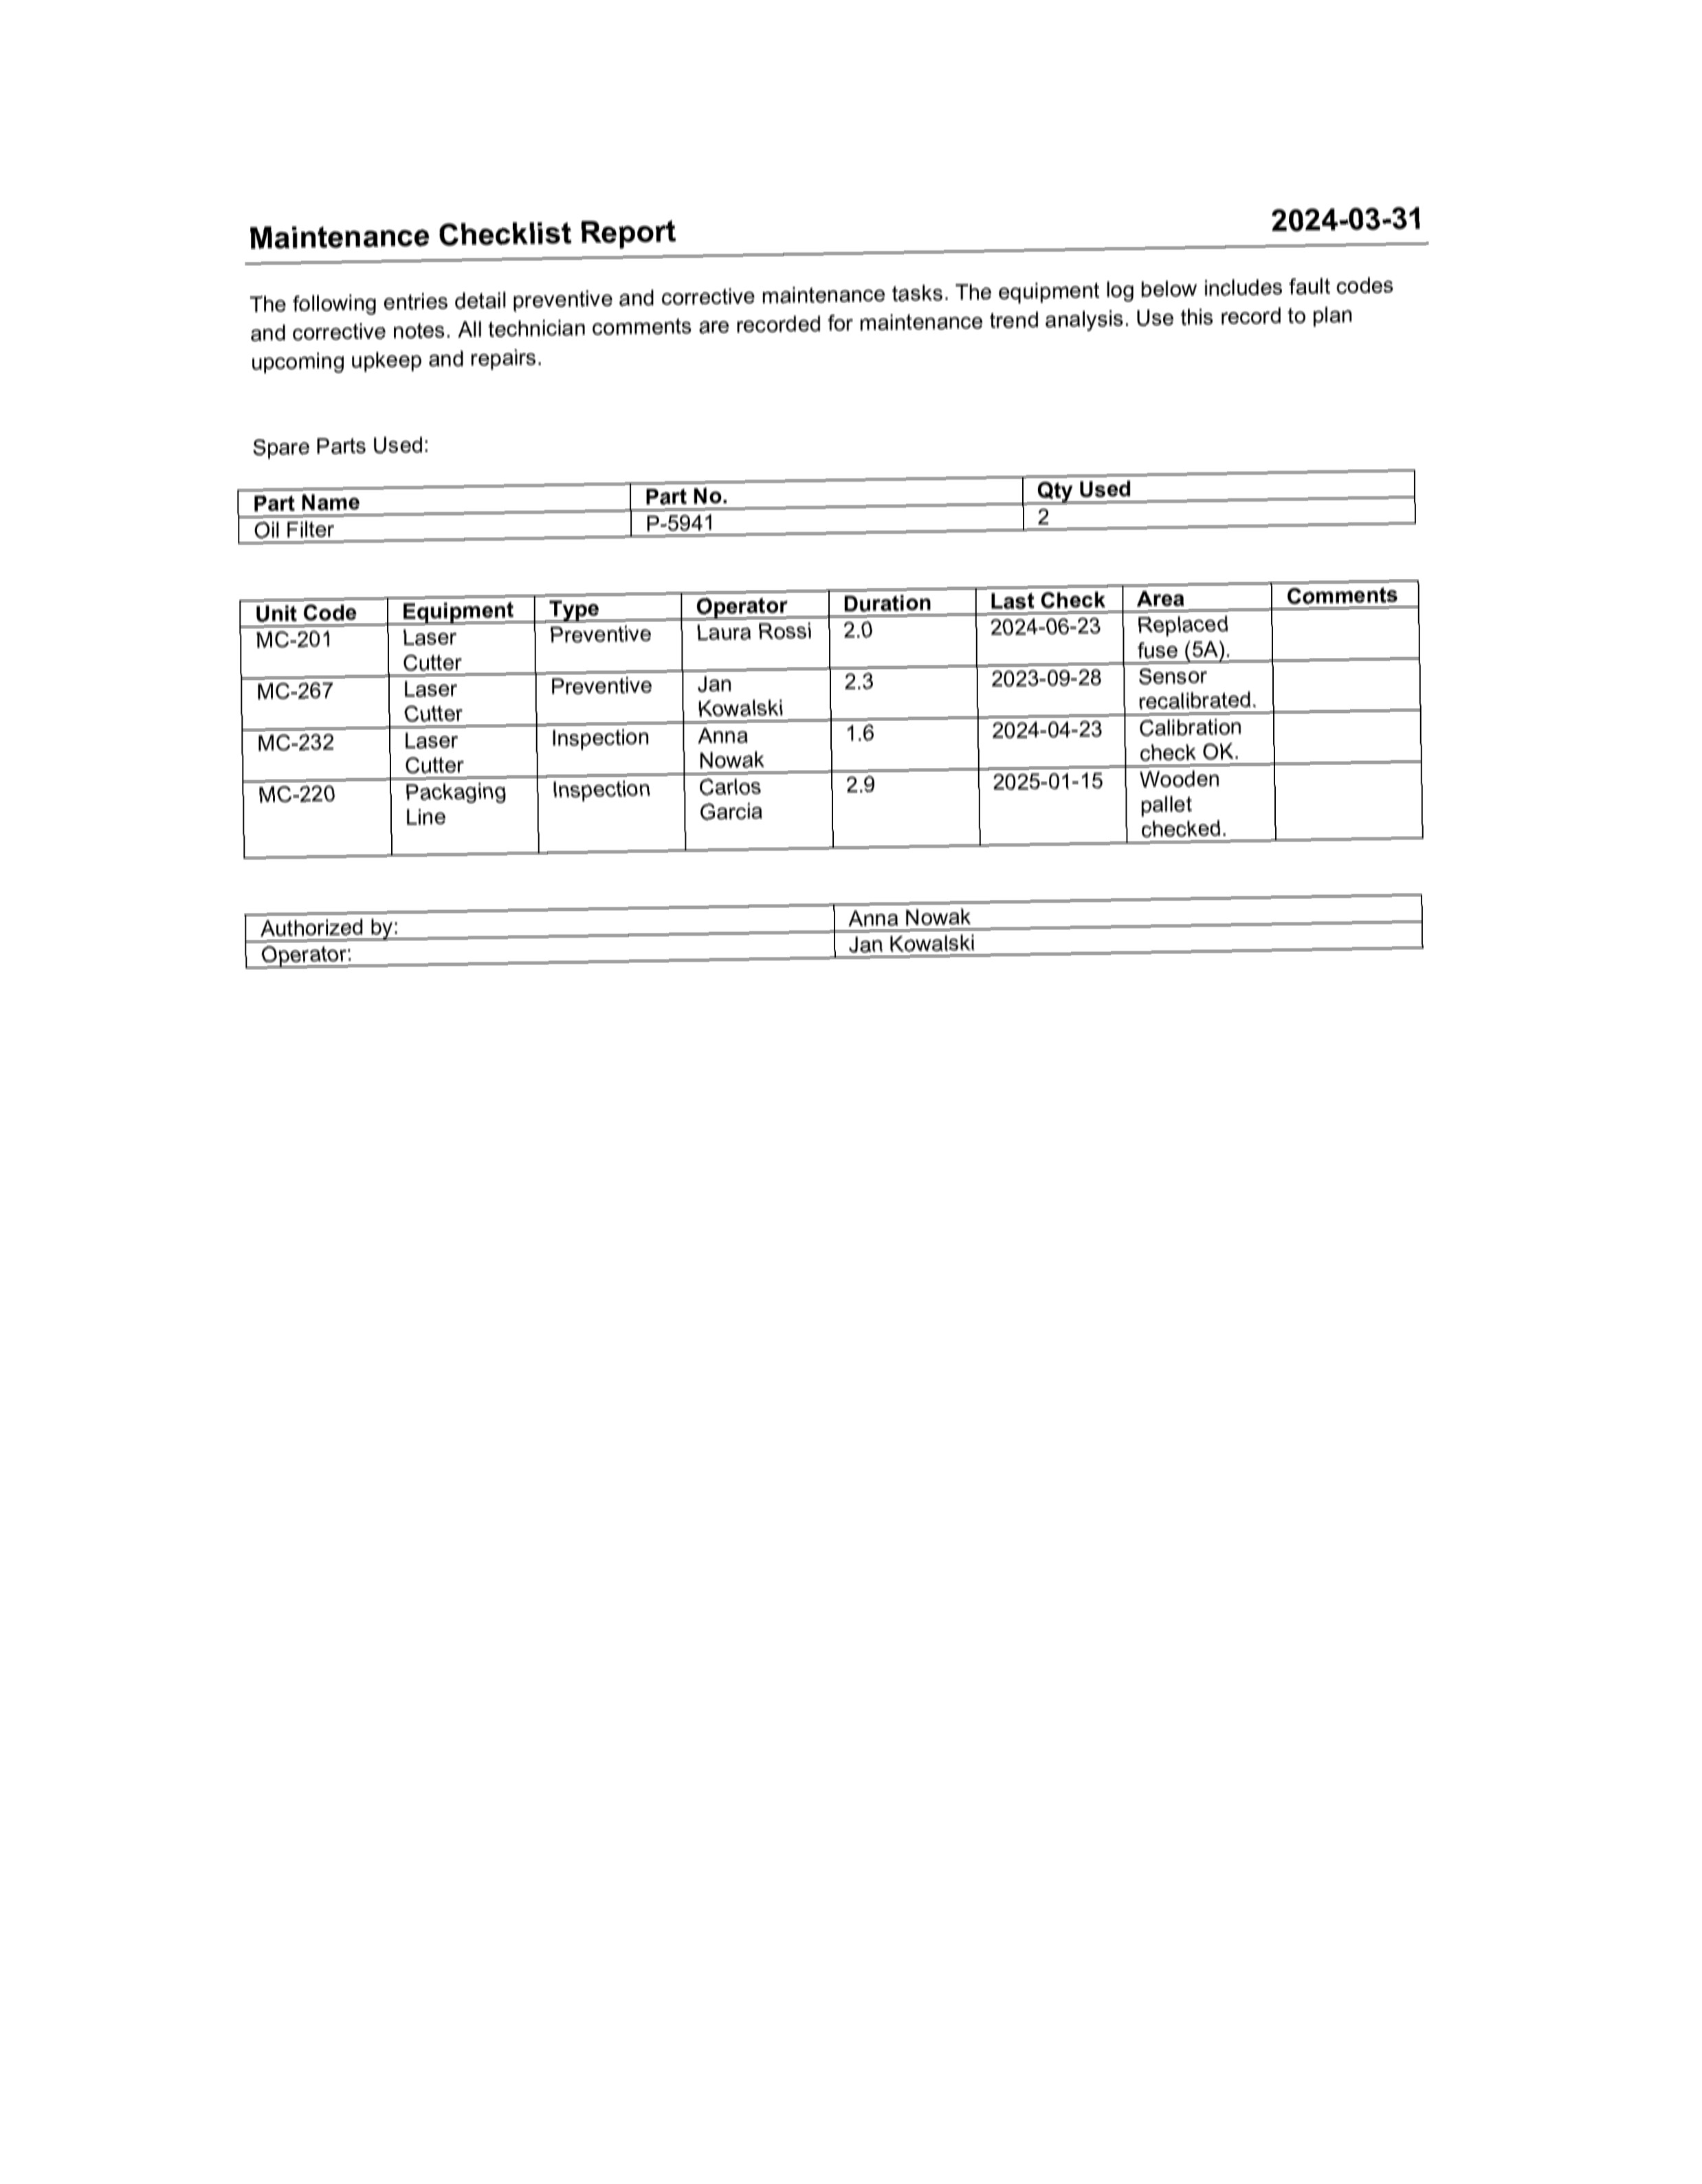 Maintenance Checklist Report 2024-03-31
The following entries detail preventive and corrective maintenance tasks. The equipment log below includes fault codes
and corrective notes. All technician comments are recorded for maintenance trend analysis. Use this record to plan
upcoming upkeep and repairs.
Spare Parts Used:
Part Name Part No. Qty Used
Oil Filter P-5941 2
Unit Code Equipment Type Operator Duration Last Check Area Comments
MC-201 Laser Preventive Laura Rossi 2.0 2024-06-23 Replaced
Cutter fuse (5A).
MC-267 Laser Preventive Jan 2.3 2023-09-28 Sensor
Cutter Kowalski recalibrated.
MC-232 Laser Inspection Anna 1.6 2024-04-23 Calibration
Cutter Nowak check OK.
MC-220 Packaging Inspection Carlos 2.9 2025-01-15 Wooden
Line Garcia pallet
checked.
Authorized by: Anna Nowak
Operator: Jan Kowalski